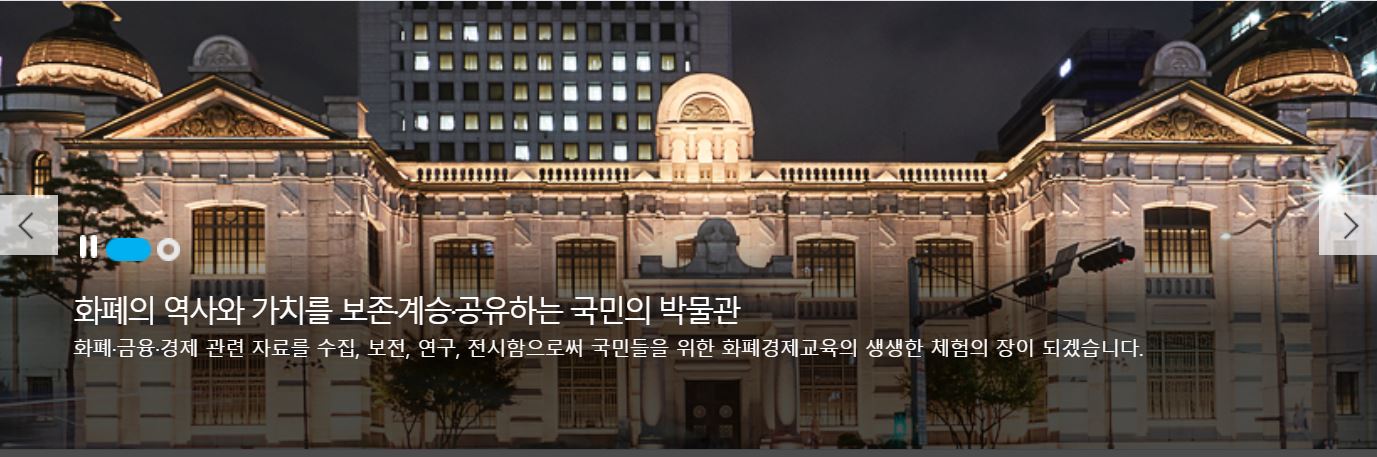 화폐의 역사와 가치를 보존·계승·공유하는 국민의 박물관
화폐·금융·경제 관련 자료를 수집, 보전, 연구, 전시함으로써 국민들을 위한 화폐경제교육의 생생한 체험의 장이 되겠습니다.